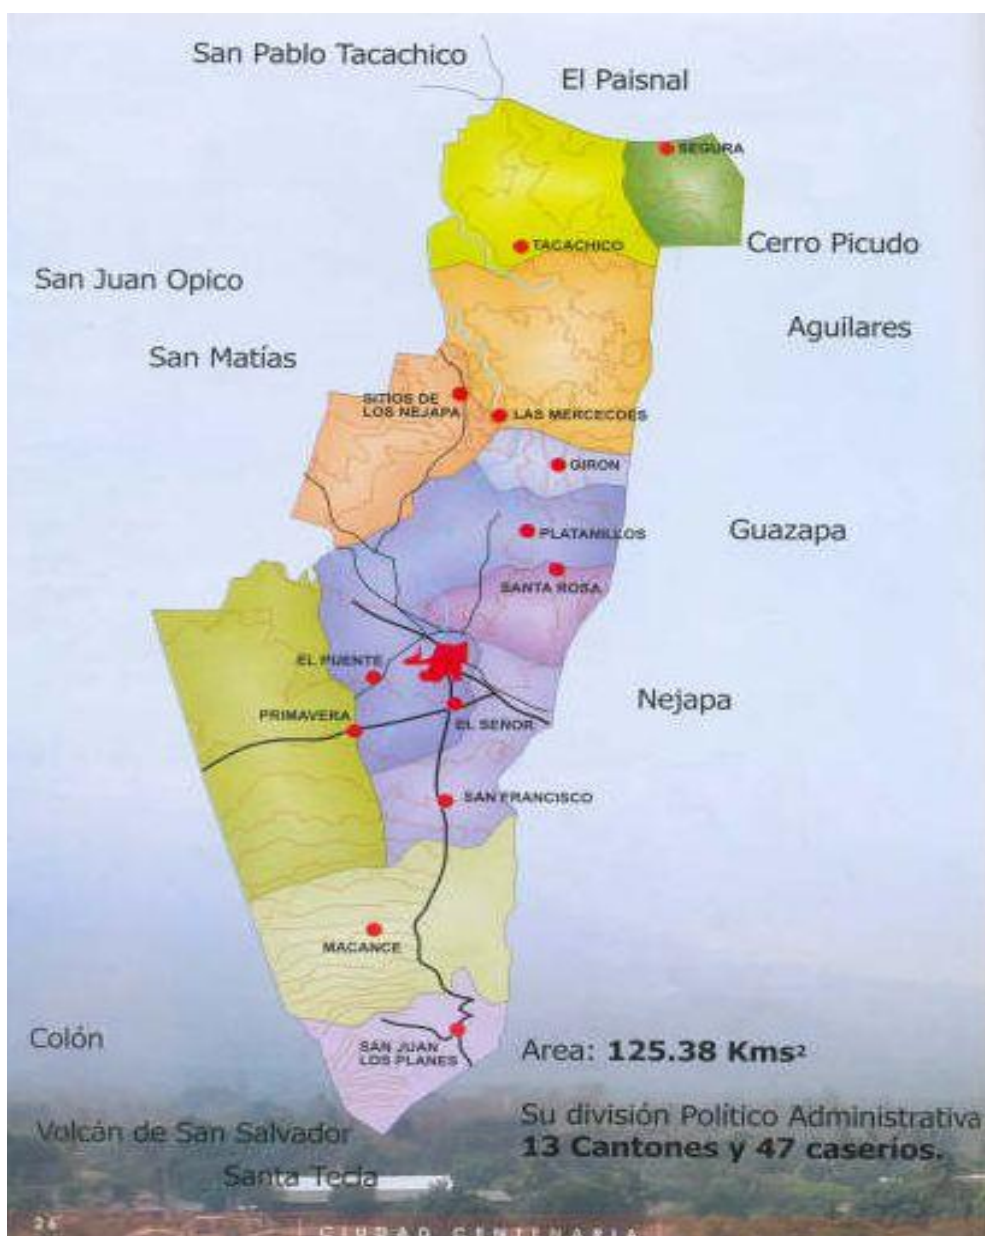 San Pablo Tacachico
El Paisnal
SEGURA
TACACHICO
Cerro Picudo
San Juan Opico
Aguilares
San Matías
SITIOS DE
LOS NEJAPA
LAS MERCECOES
GIRON
Guazapa
PLATANILLOS
SANTA ROSA
EL PUENTE
Nejapa
PRIMAVERA
EL SEÑOR
SAN FRANCISCO
MACANCE
Colón
SAN JUAN
LOS PLANES
Area: 125.38 Kms²
Su división Político Administrativa
13 Cantones y 47 caseríos.
Volcán de San Salvador
Santa Tecla
26
CIUDAD CENTENARIA